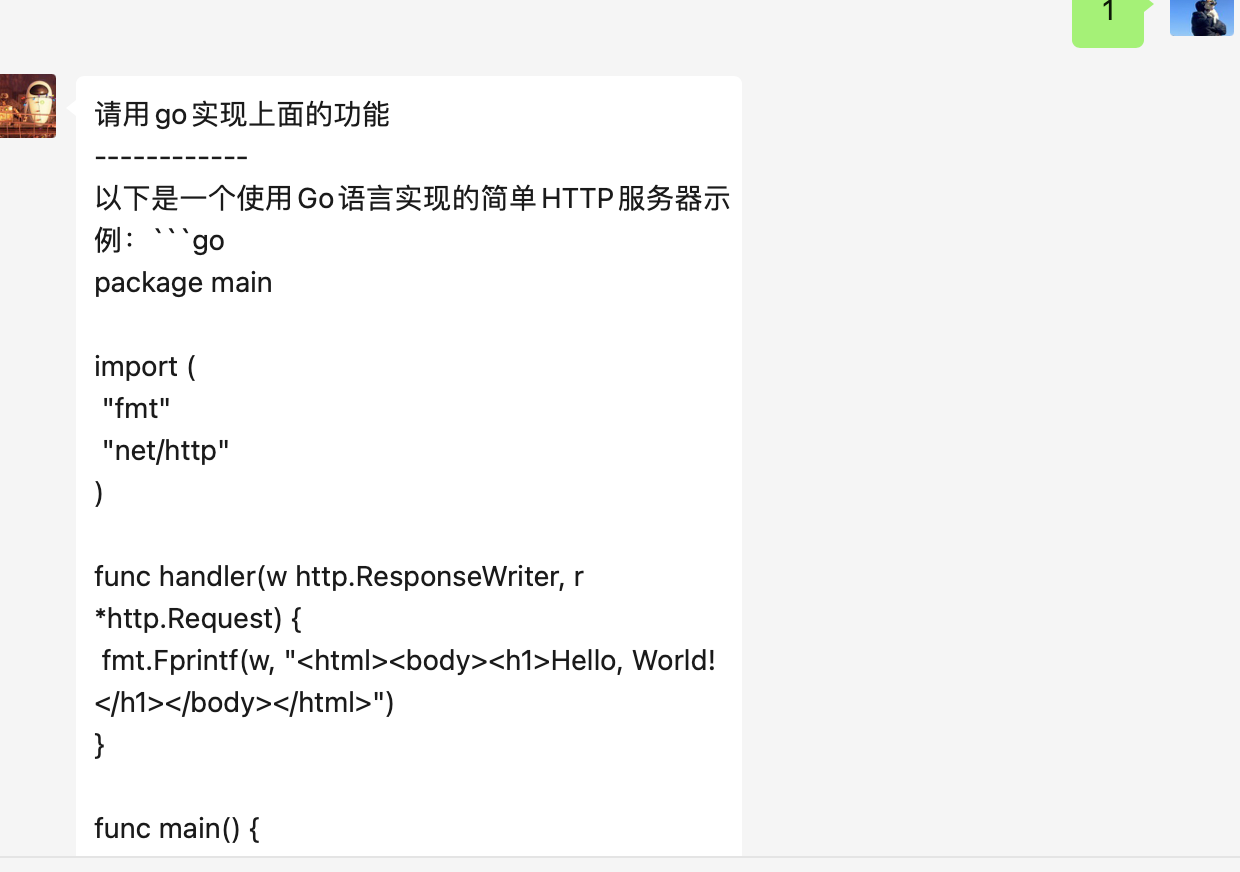 1
请用go实现上面的功能
------------
以下是一个使用Go语言实现的简单HTTP服务器示
例：```go
package main

import (
 "fmt"
 "net/http"
)

func handler(w http.ResponseWriter, r
*http.Request) {
 fmt.Fprintf(w, "<html><body><h1>Hello, World!
</h1></body></html>")
}

func main() {